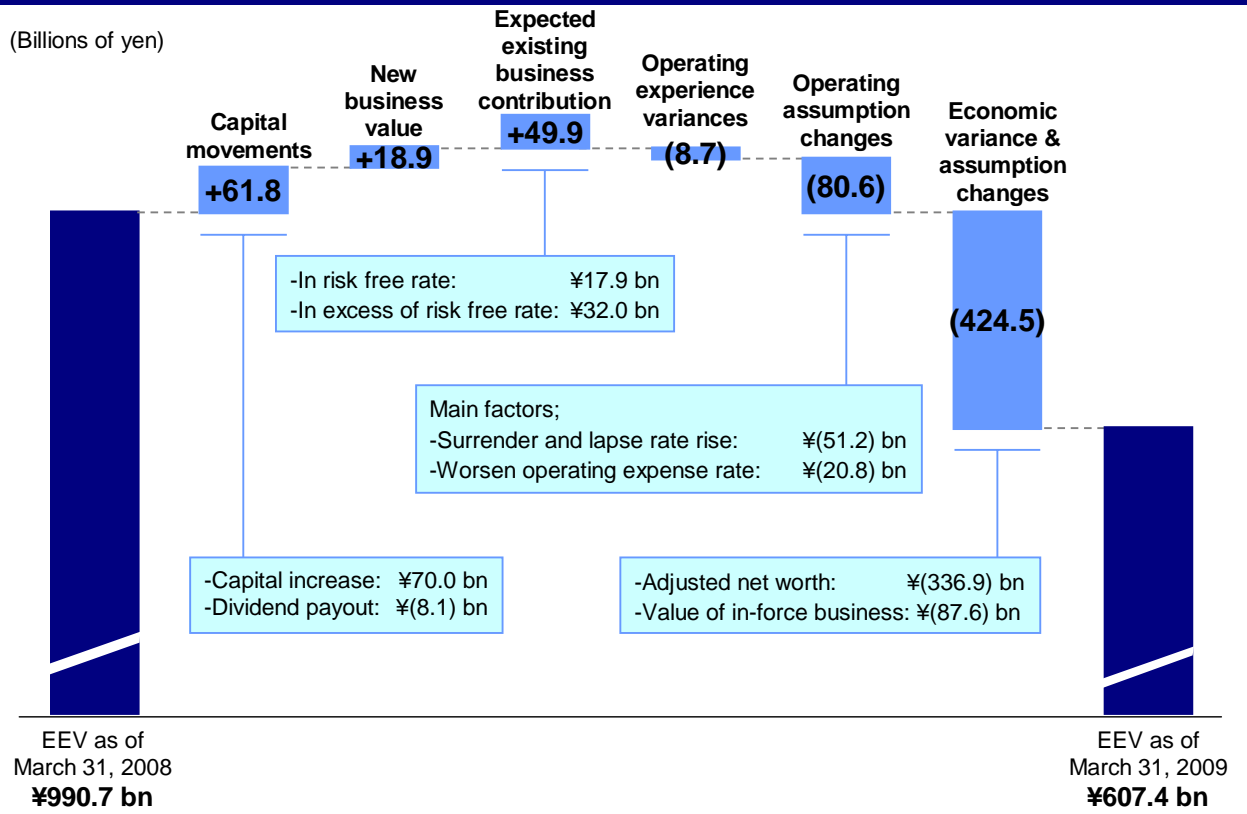 (Billions of yen)
Capital
movements
+61.8
New
business
value
+18.9
Expected
existing
business
contribution
+49.9
Operating
experience
variances
(8.7)
Operating
assumption
changes
(80.6)
Economic
variance &
assumption
changes
(424.5)
-In risk free rate: ¥17.9 bn
-In excess of risk free rate: ¥32.0 bn
Main factors;
-Surrender and lapse rate rise: ¥(51.2) bn
-Worsen operating expense rate: ¥(20.8) bn
-Capital increase: ¥70.0 bn
-Dividend payout: ¥(8.1) bn
-Adjusted net worth: ¥(336.9) bn
-Value of in-force business: ¥(87.6) bn
EEV as of
March 31, 2008
¥990.7 bn
EEV as of
March 31, 2009
¥607.4 bn